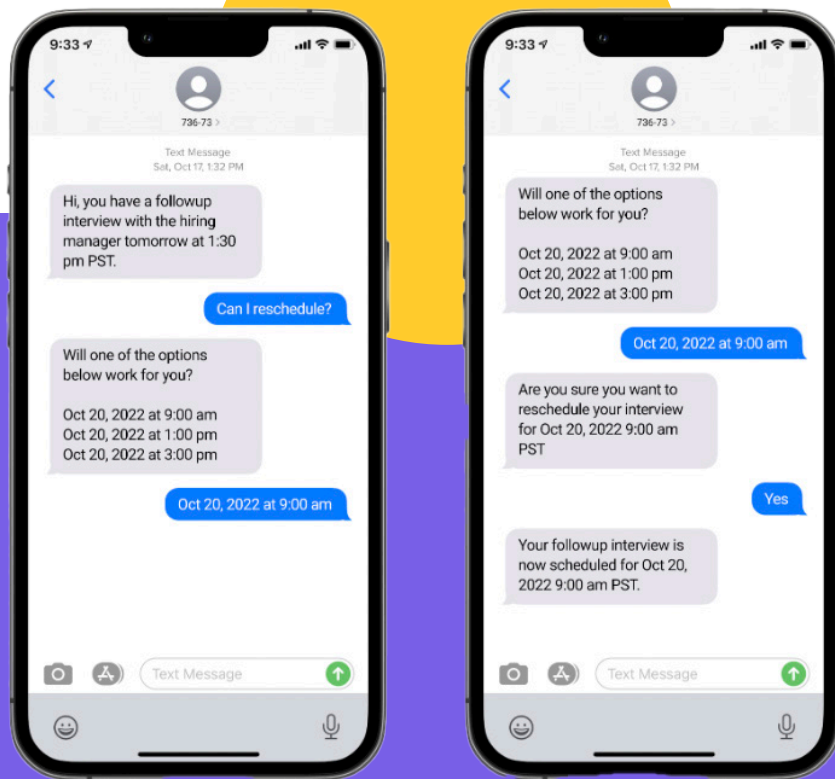 9:33
736-73 >
Text Message
Sat, Oct 17, 1:32 PM
Hi, you have a followup
interview with the hiring
manager tomorrow at 1:30
pm PST.
Can I reschedule?
Will one of the options
below work for you?
Oct 20, 2022 at 9:00 am
Oct 20, 2022 at 1:00 pm
Oct 20, 2022 at 3:00 pm
Oct 20, 2022 at 9:00 am
Text Message
9:33
736-73 >
Text Message
Sat, Oct 17, 1:32 PM
Will one of the options
below work for you?
Oct 20, 2022 at 9:00 am
Oct 20, 2022 at 1:00 pm
Oct 20, 2022 at 3:00 pm
Oct 20, 2022 at 9:00 am
Are you sure you want to
reschedule your interview
for Oct 20, 2022 9:00 am
PST
Yes
Your followup interview is
now scheduled for Oct 20,
2022 9:00 am PST.
Text Message